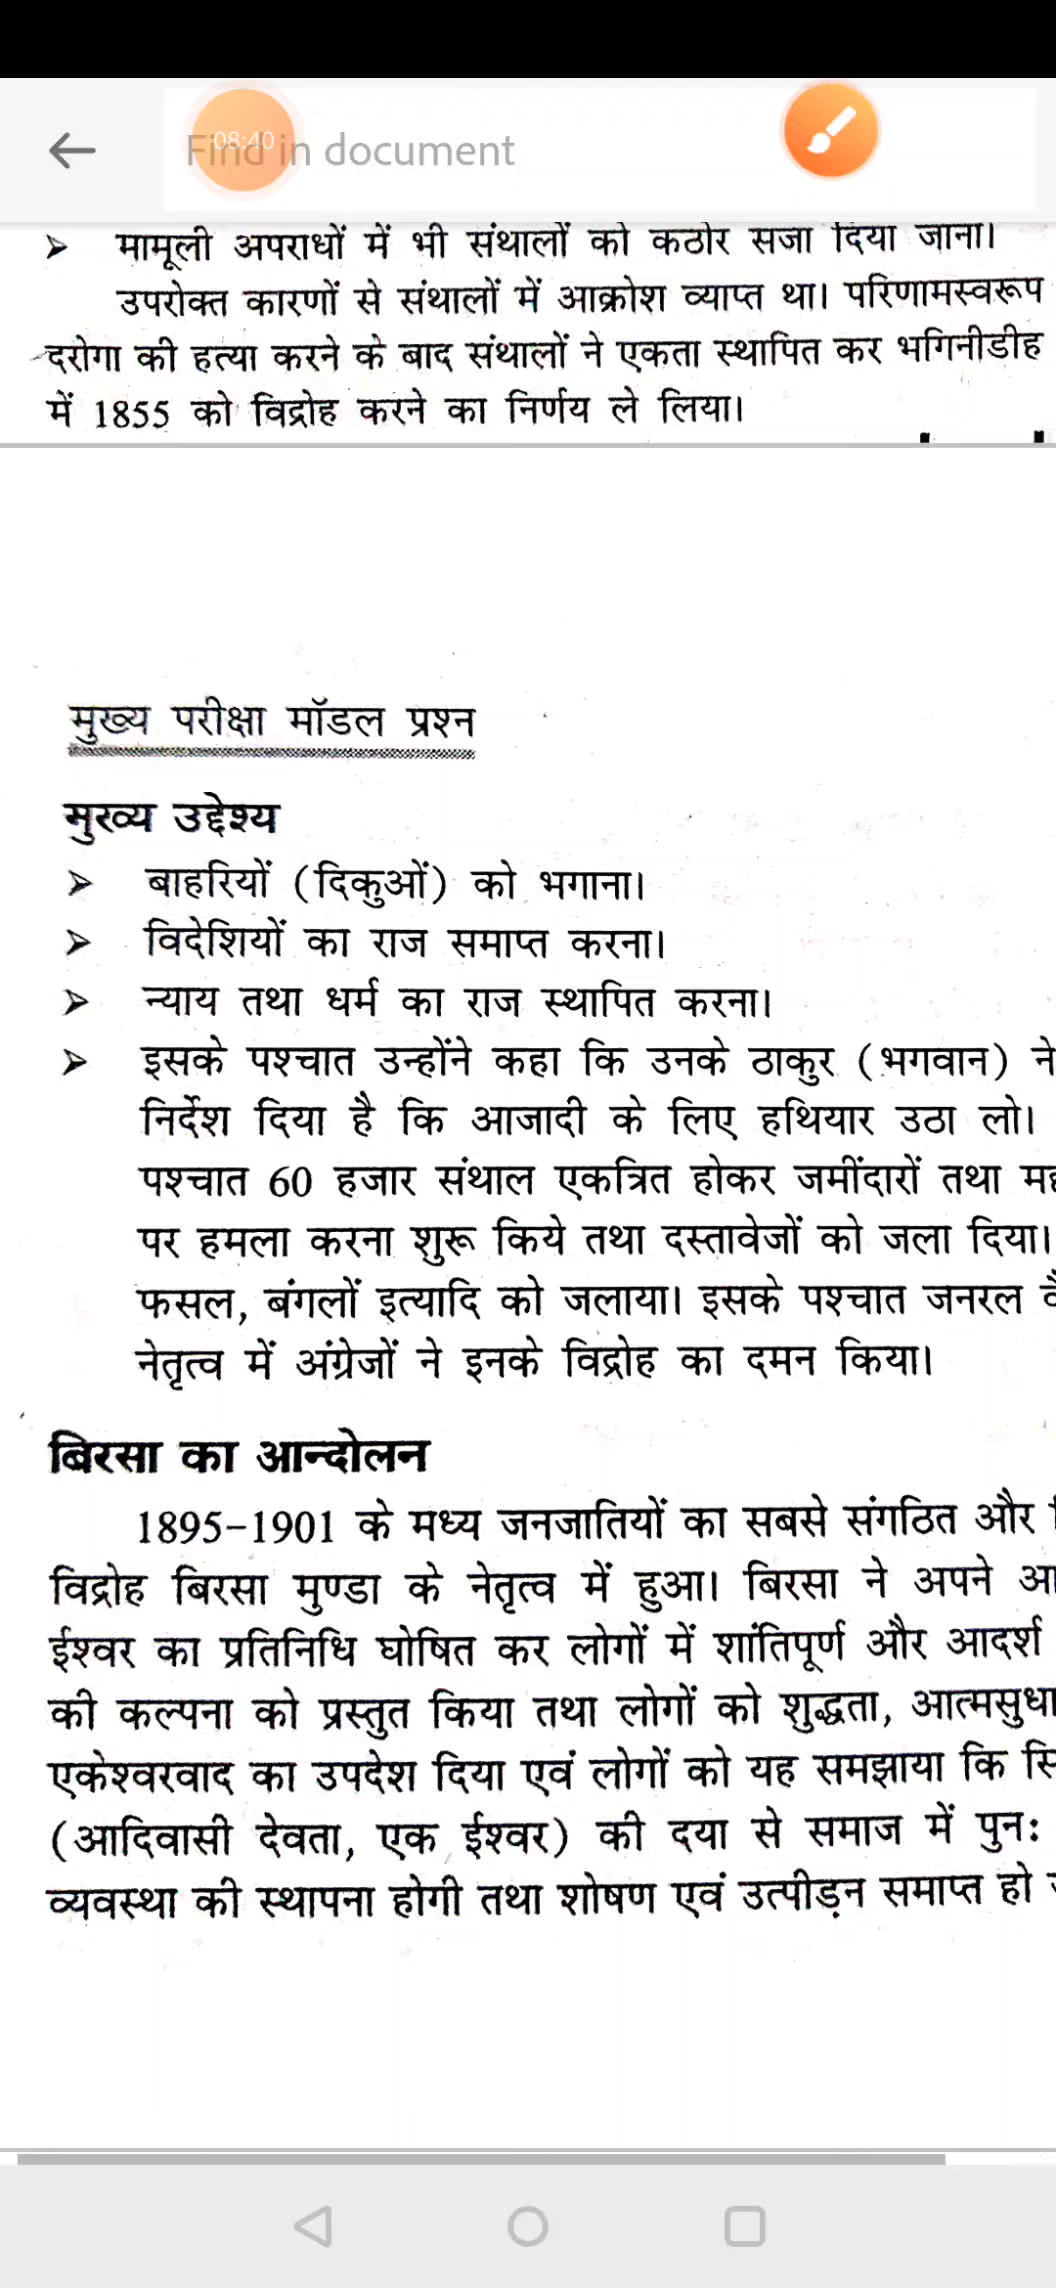 Find in document
08:40
➤ मामूली अपराधों में भी संथालों को कठोर सजा दिया जाना।
उपरोक्त कारणों से संथालों में आक्रोश व्याप्त था। परिणामस्वरूप
दरोगा की हत्या करने के बाद संथालों ने एकता स्थापित कर भगिनीडीह
में 1855 को विद्रोह करने का निर्णय ले लिया।
मुख्य परीक्षा मॉडल प्रश्न
मुख्य उद्देश्य
➤ बाहरियों (दिकुओं) को भगाना।
➤ विदेशियों का राज समाप्त करना।
➤ न्याय तथा धर्म का राज स्थापित करना।
➤ इसके पश्चात उन्होंने कहा कि उनके ठाकुर (भगवान) ने
निर्देश दिया है कि आजादी के लिए हथियार उठा लो।
पश्चात 60 हजार संथाल एकत्रित होकर जमींदारों तथा
पर हमला करना शुरू किये तथा दस्तावेजों को जला दिया।
फसल, बंगलों इत्यादि को जलाया। इसके पश्चात जनरल
नेतृत्व में अंग्रेजों ने इनके विद्रोह का दमन किया।
बिरसा का आन्दोलन
1895-1901 के मध्य जनजातियों का सबसे संगठित और
विद्रोह बिरसा मुण्डा के नेतृत्व में हुआ। बिरसा ने अपने
ईश्वर का प्रतिनिधि घोषित कर लोगों में शांतिपूर्ण और आदर्श
की कल्पना को प्रस्तुत किया तथा लोगों को शुद्धता, आत्मसुधा
एकेश्वरवाद का उपदेश दिया एवं लोगों को यह समझाया कि
(आदिवासी देवता, एक ईश्वर) की दया से समाज में पुनः
व्यवस्था की स्थापना होगी तथा शोषण एवं उत्पीड़न समाप्त हो